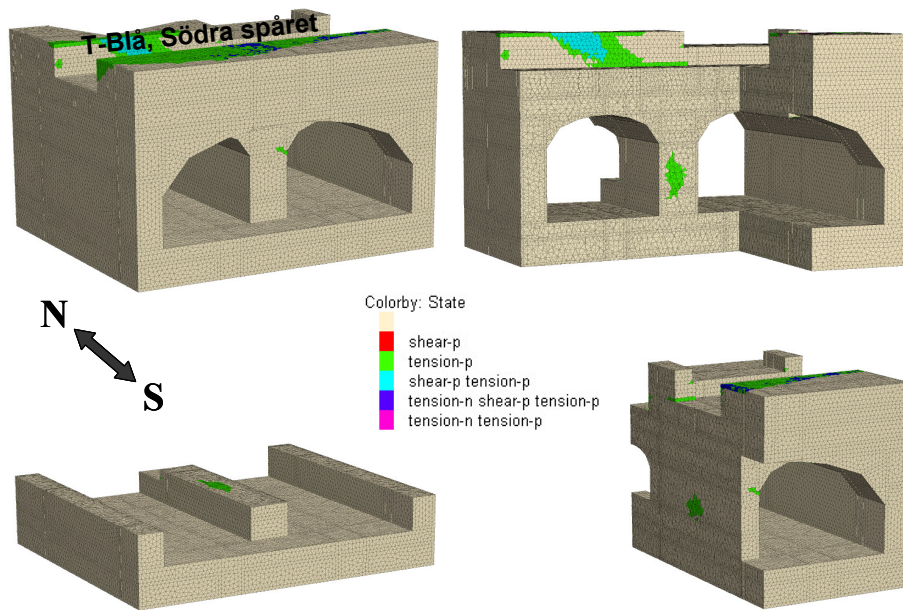 T-Blå, Södra spåret
N
S
Colorby: State
shear-p
tension-p
shear-p tension-p
tension-n shear-p tension-p
tension-n tension-p